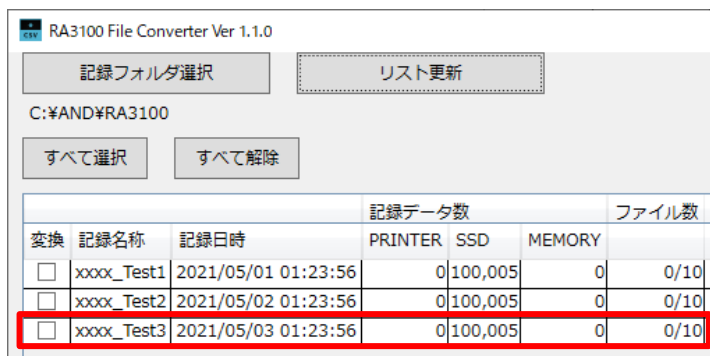 CSV RA3100 File Converter Ver 1.1.0
記録フォルダ選択 リスト更新
C:¥AND¥RA3100
すべて選択 すべて解除
記録データ数 ファイル数
変換 記録名称 記録日時 PRINTER SSD MEMORY
xxxx_Test1 2021/05/01 01:23:56 0 100,005 0 0/10
xxxx_Test2 2021/05/02 01:23:56 0 100,005 0 0/10
xxxx_Test3 2021/05/03 01:23:56 0 100,005 0 0/10